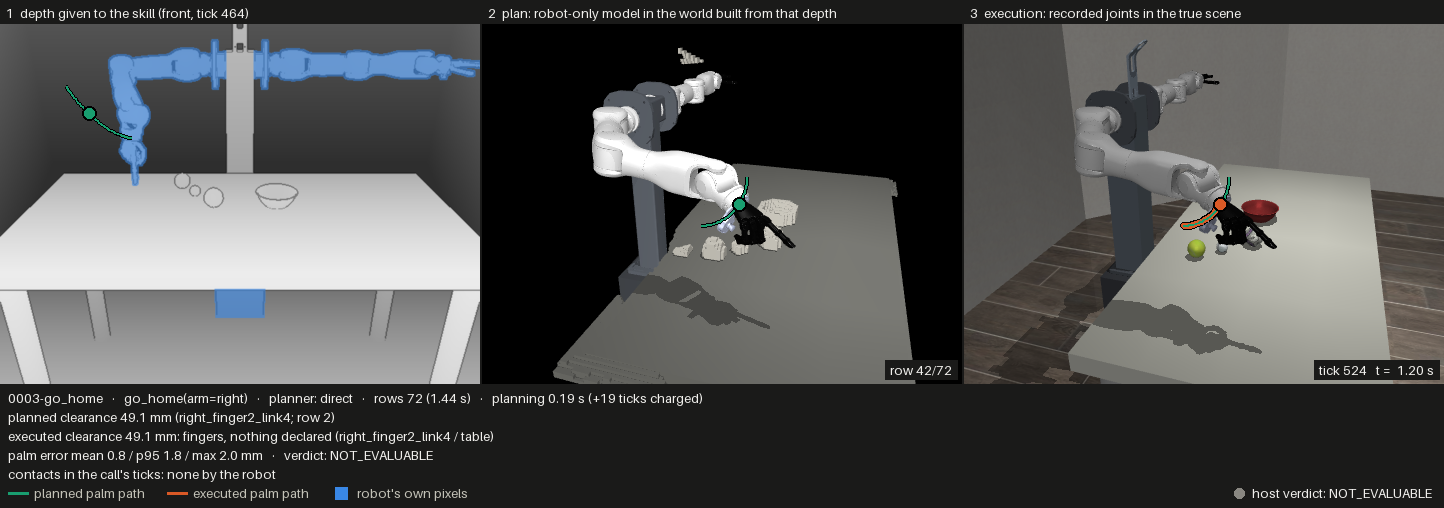 1 depth given to the skill (front, tick 464)
2 plan: robot-only model in the world built from that depth
3 execution: recorded joints in the true scene
row 42/72
tick 524 t = 1.20 s
0003-go_home · go_home(arm=right) · planner: direct · rows 72 (1.44 s) · planning 0.19 s (+19 ticks charged)
planned clearance 49.1 mm (right_finger2_link4; row 2)
executed clearance 49.1 mm: fingers, nothing declared (right_finger2_link4 / table)
palm error mean 0.8 / p95 1.8 / max 2.0 mm · verdict: NOT_EVALUABLE
contacts in the call's ticks: none by the robot
planned palm path
executed palm path
robot's own pixels
host verdict: NOT_EVALUABLE